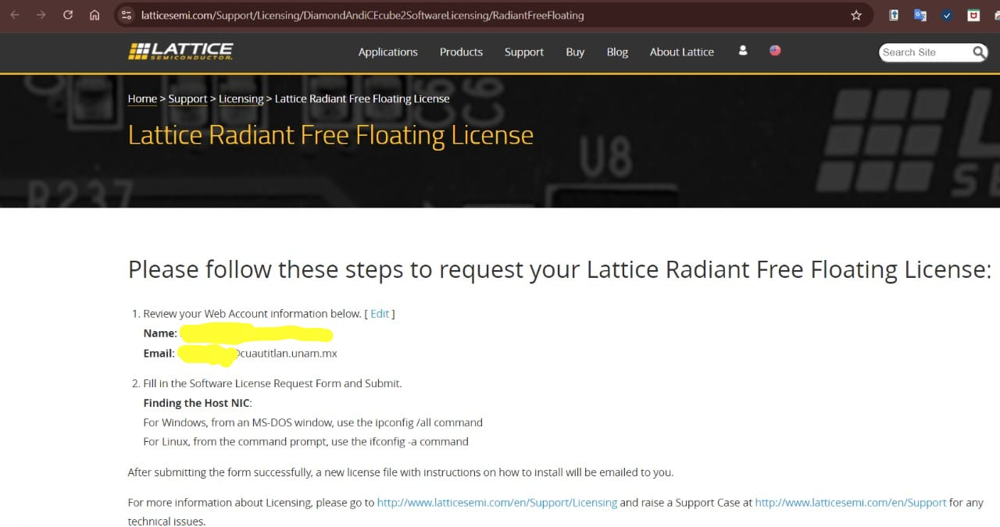 latticesemi.com/Support/Licensing/DiamondAndiCEcube2SoftwareLicensing/RadiantFreeFloating
LATTICE
SEMICONDUCTOR.
Applications Products Support Buy Blog About Lattice Search Site
Home > Support > Licensing > Lattice Radiant Free Floating License
Lattice Radiant Free Floating License
C6
U8
R237
Please follow these steps to request your Lattice Radiant Free Floating License:
1. Review your Web Account information below. [ Edit ]
Name:
Email: @cuautitlan.unam.mx
2. Fill in the Software License Request Form and Submit.
Finding the Host NIC:
For Windows, from an MS-DOS window, use the ipconfig /all command
For Linux, from the command prompt, use the ifconfig -a command
After submitting the form successfully, a new license file with instructions on how to install will be emailed to you.
For more information about Licensing, please go to http://www.latticesemi.com/en/Support/Licensing and raise a Support Case at http://www.latticesemi.com/en/Support for any
technical issues.